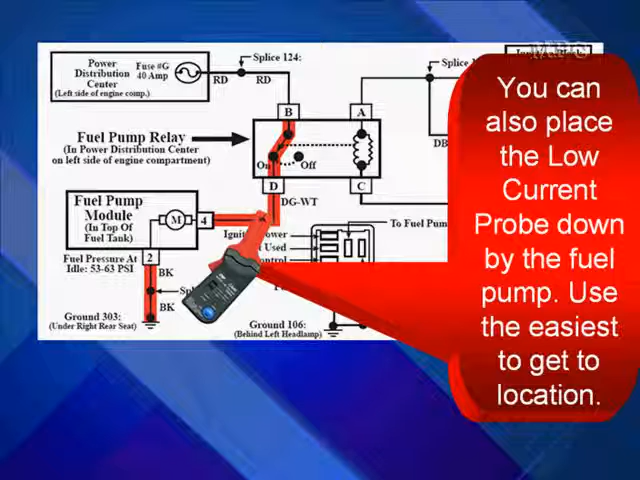 Power
Distribution
Center
(Left side of engine comp.)
Fuse #G
40 Amp
RD
RD
Splice 124:
B
A
Fuel Pump Relay
(In Power Distribution Center
on left side of engine compartment)
On
Off
D
C
DG-WT
Fuel Pump
Module
(In Top Of
Fuel Tank)
M
4
2
Fuel Pressure At
Idle: 53-63 PSI
BK
BK
Ground 303:
(Under Right Rear Seat)
To Fuel Pump
Used
Ground 106:
(Behind Left Headlamp)
Splice
DB
You can
also place
the Low
Current
Probe down
by the fuel
pump. Use
the easiest
to get to
location.